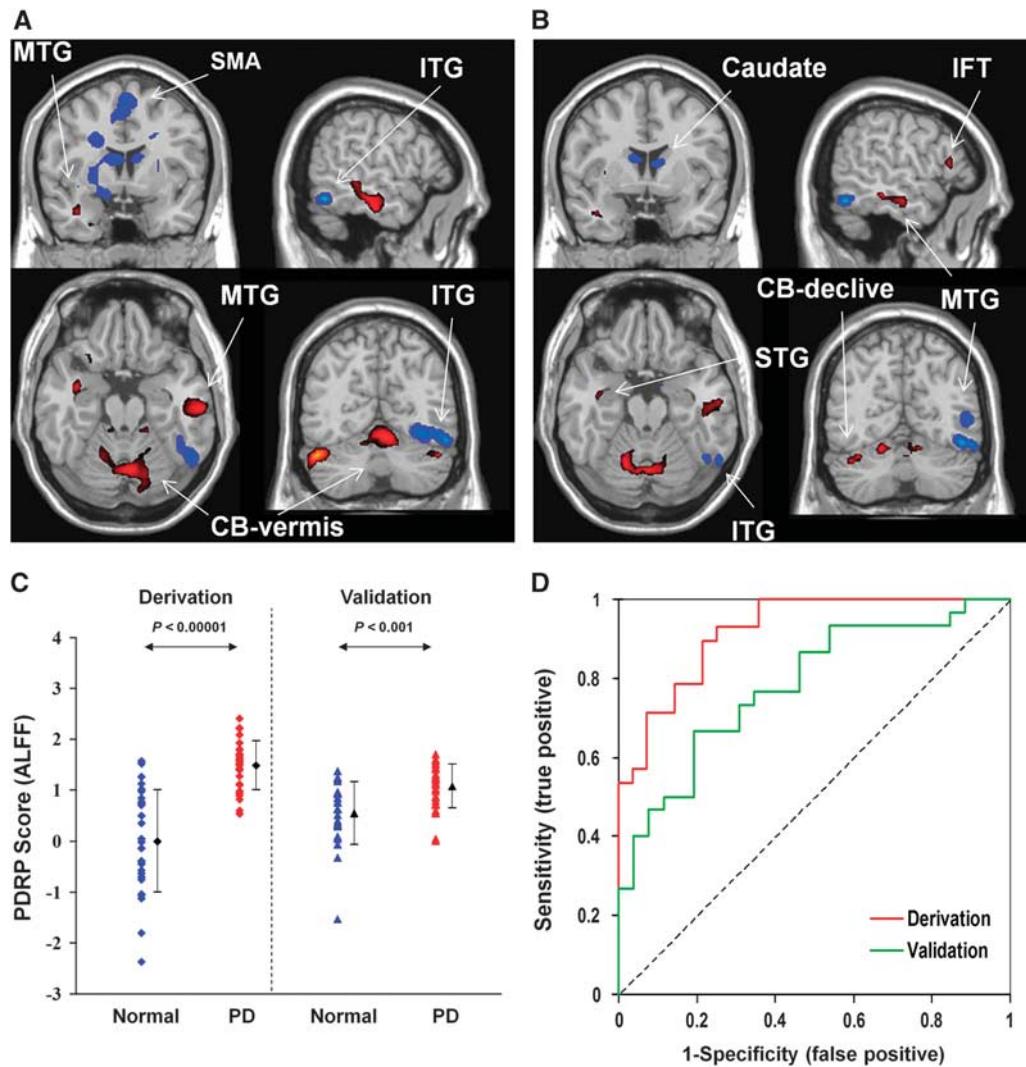 A
MTG
SMA
ITG
MTG
ITG
CB-vermis
B
Caudate
IFT
CB-declive
MTG
STG
ITG
C
Derivation
Validation
P < 0.00001
P < 0.001
PDRP Score (ALFF)
4
3
2
1
0
-1
-2
-3
Normal
PD
Normal
PD
D
Sensitivity (true positive)
1
0.8
0.6
0.4
0.2
0
Derivation
Validation
0
0.2
0.4
0.6
0.8
1
1-Specificity (false positive)